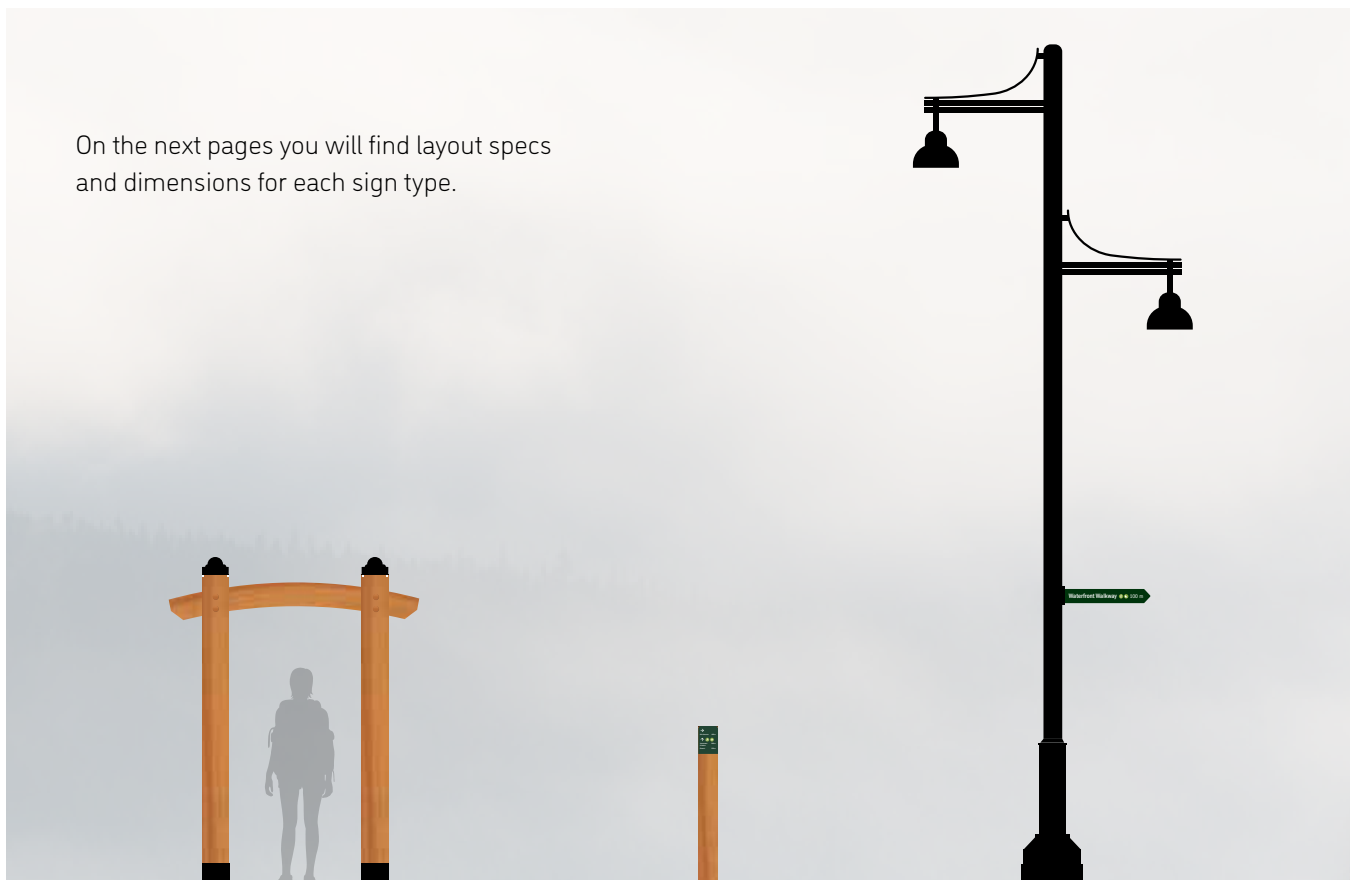 On the next pages you will find layout specs
and dimensions for each sign type.
Waterfront Walkway